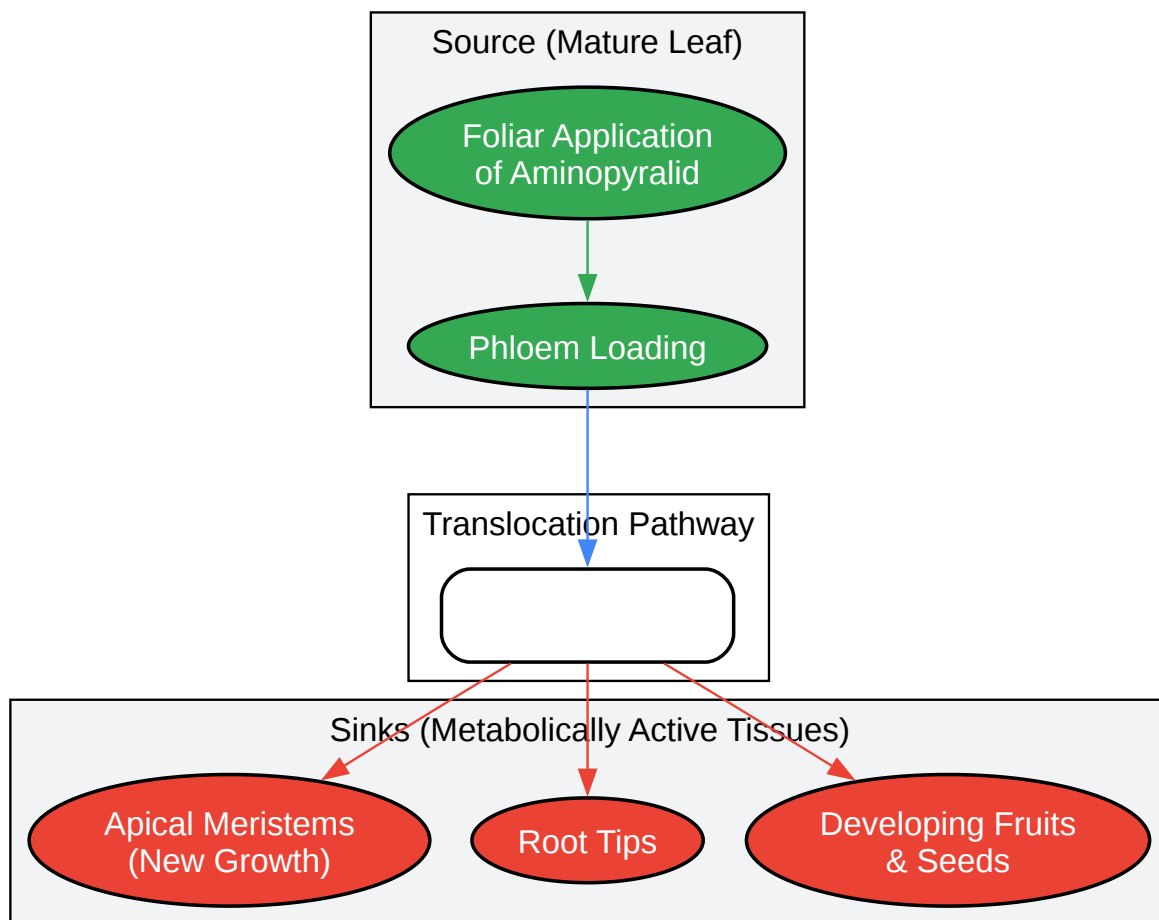 Source (Mature Leaf)
Foliar Application
of Aminopyralid
Phloem Loading
Translocation Pathway
Sinks (Metabolically Active Tissues)
Apical Meristems
(New Growth)
Root Tips
Developing Fruits
& Seeds